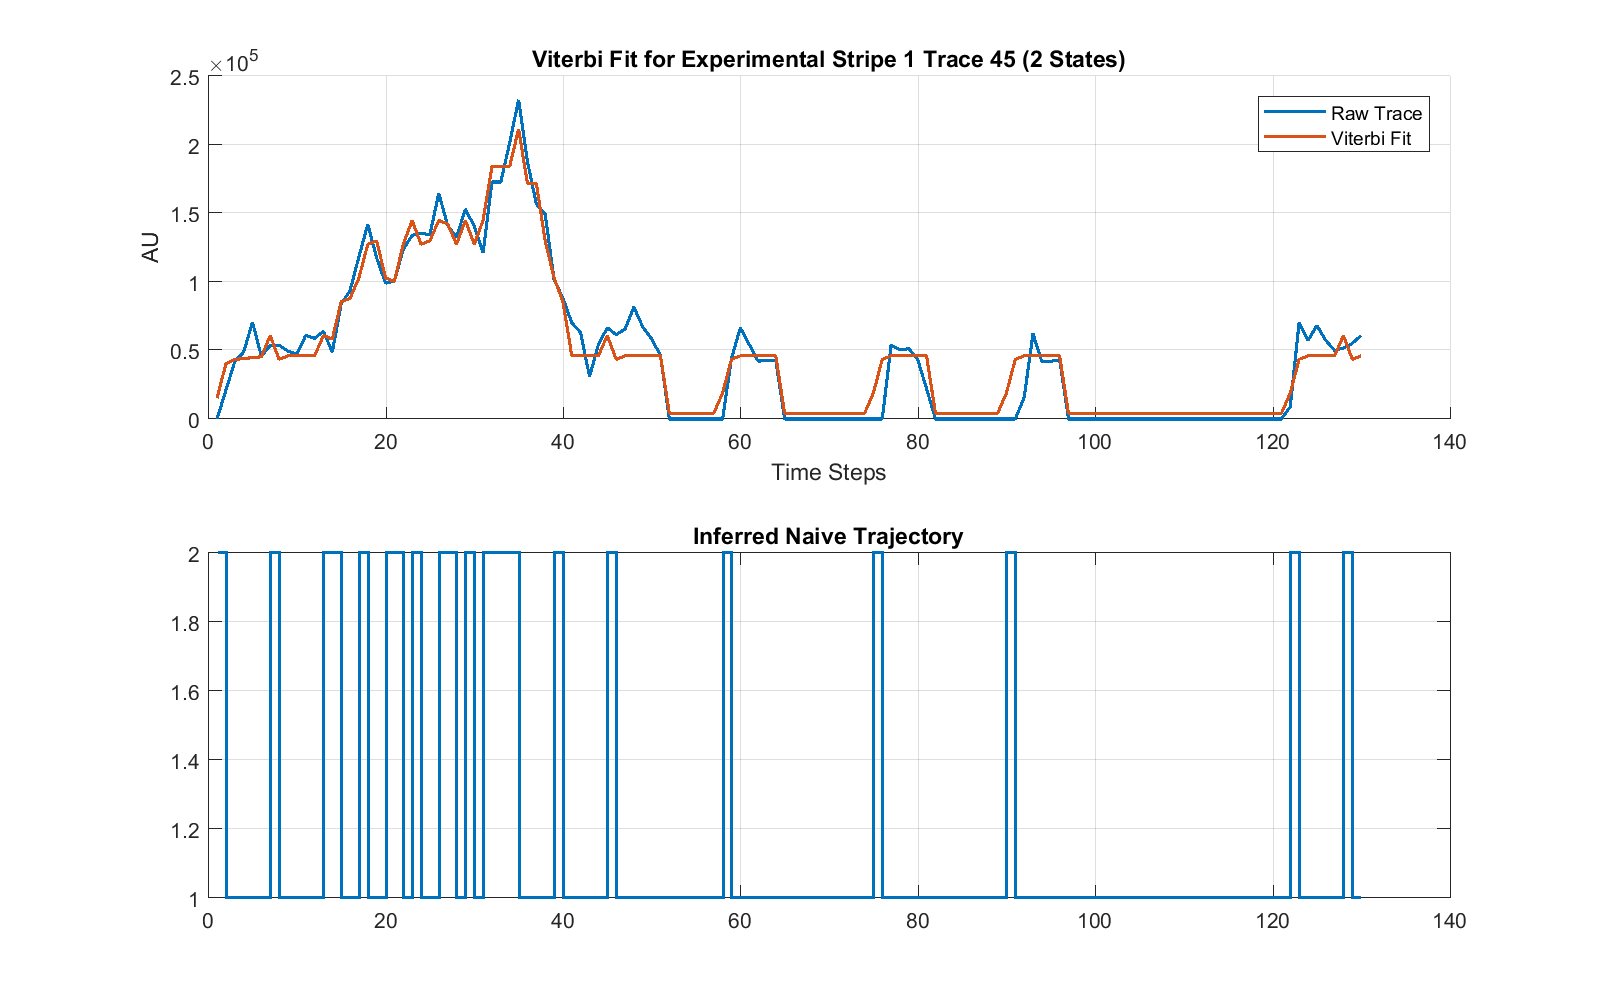 Viterbi Fit for Experimental Stripe 1 Trace 45 (2 States)
×10⁵
2.5
2
1.5
1
0.5
0
AU
Raw Trace
Viterbi Fit
0 20 40 60 80 100 120 140
Time Steps
Inferred Naive Trajectory
2
1.8
1.6
1.4
1.2
1
0 20 40 60 80 100 120 140